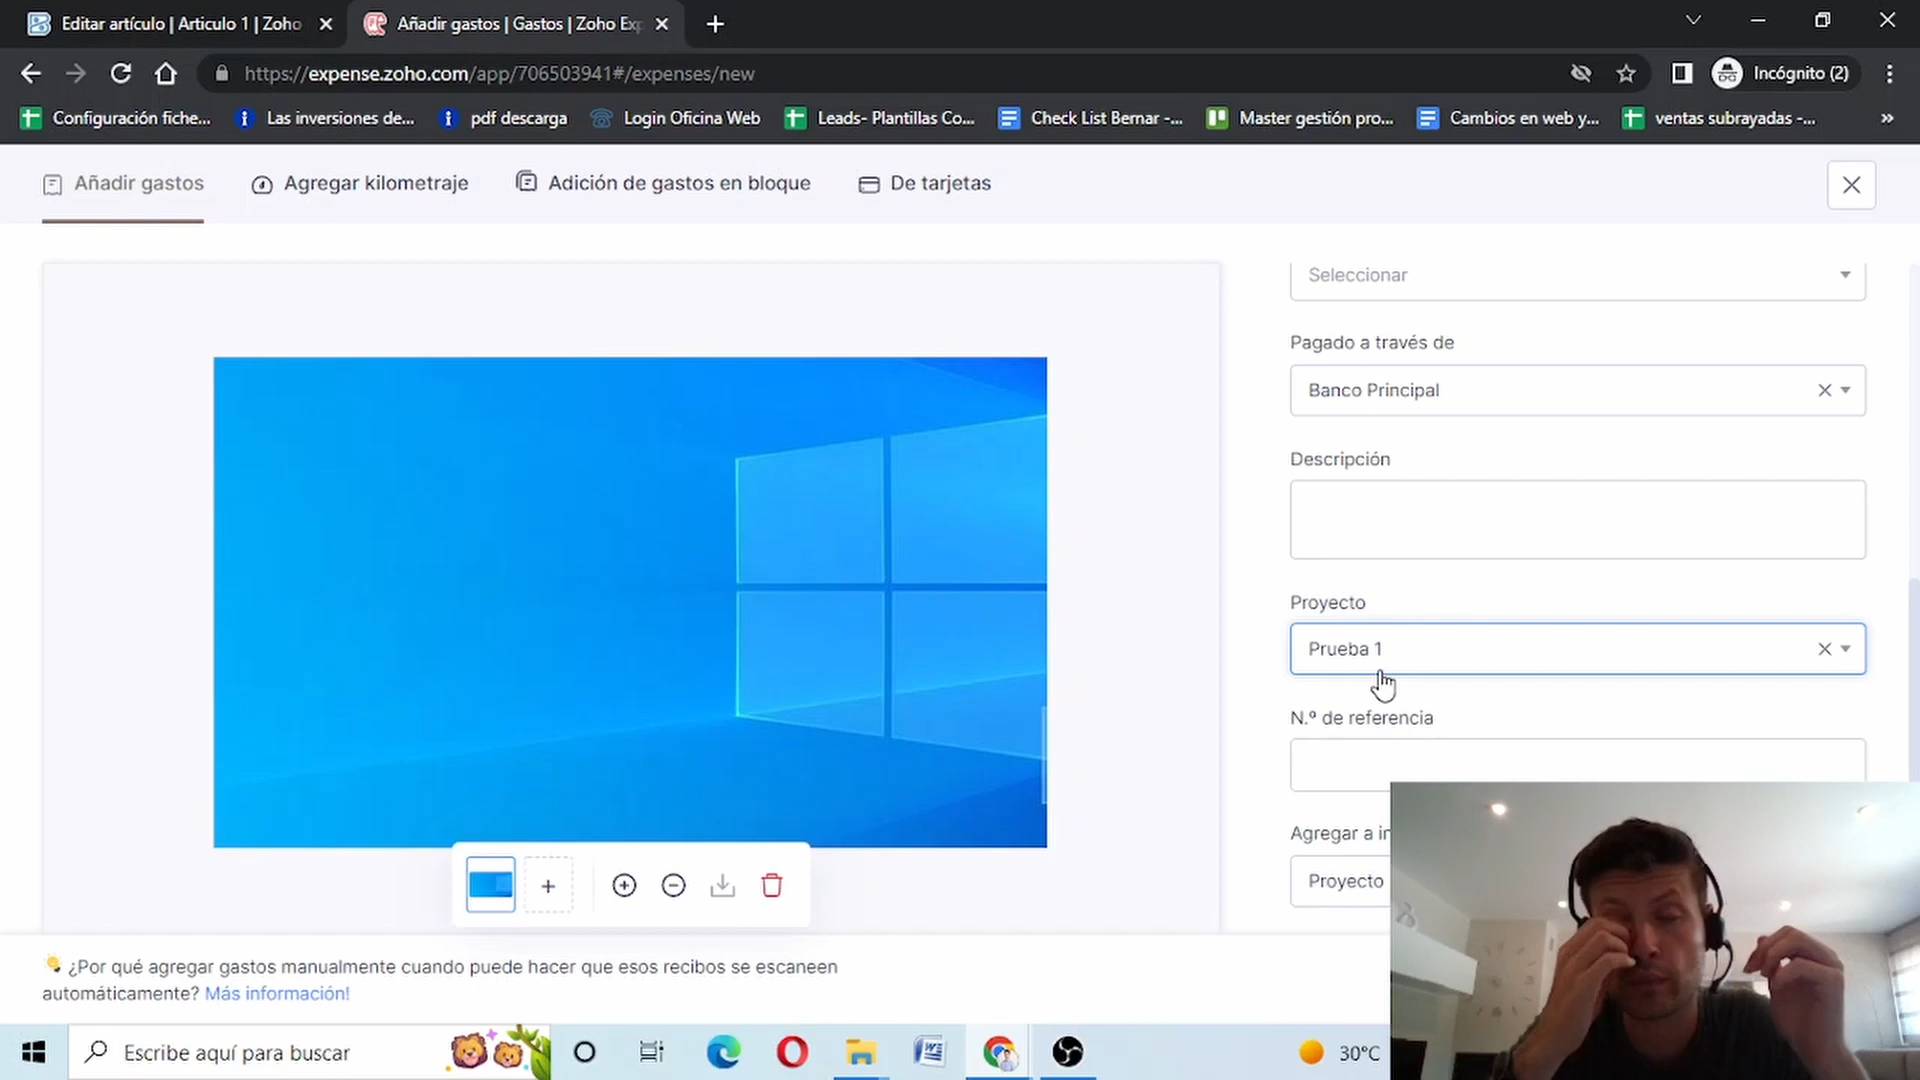 Editar artículo | Articulo 1 | Zoho
Añadir gastos | Gastos | Zoho Ex
https://expense.zoho.com/app/706503941#/expenses/new
Incógnito (2)
Configuración fiche...
Las inversiones de...
pdf descarga
Login Oficina Web
Leads- Plantillas Co...
Check List Bernar -...
Master gestión pro...
Cambios en web y...
ventas subrayadas -...
»
Añadir gastos
Agregar kilometraje
Adición de gastos en bloque
De tarjetas
Seleccionar
Pagado a través de
Banco Principal
Descripción
Proyecto
Prueba 1
N.º de referencia
Agregar a in
Proyecto
¿Por qué agregar gastos manualmente cuando puede hacer que esos recibos se escaneen
automáticamente? Más información!
Escribe aquí para buscar
30°C